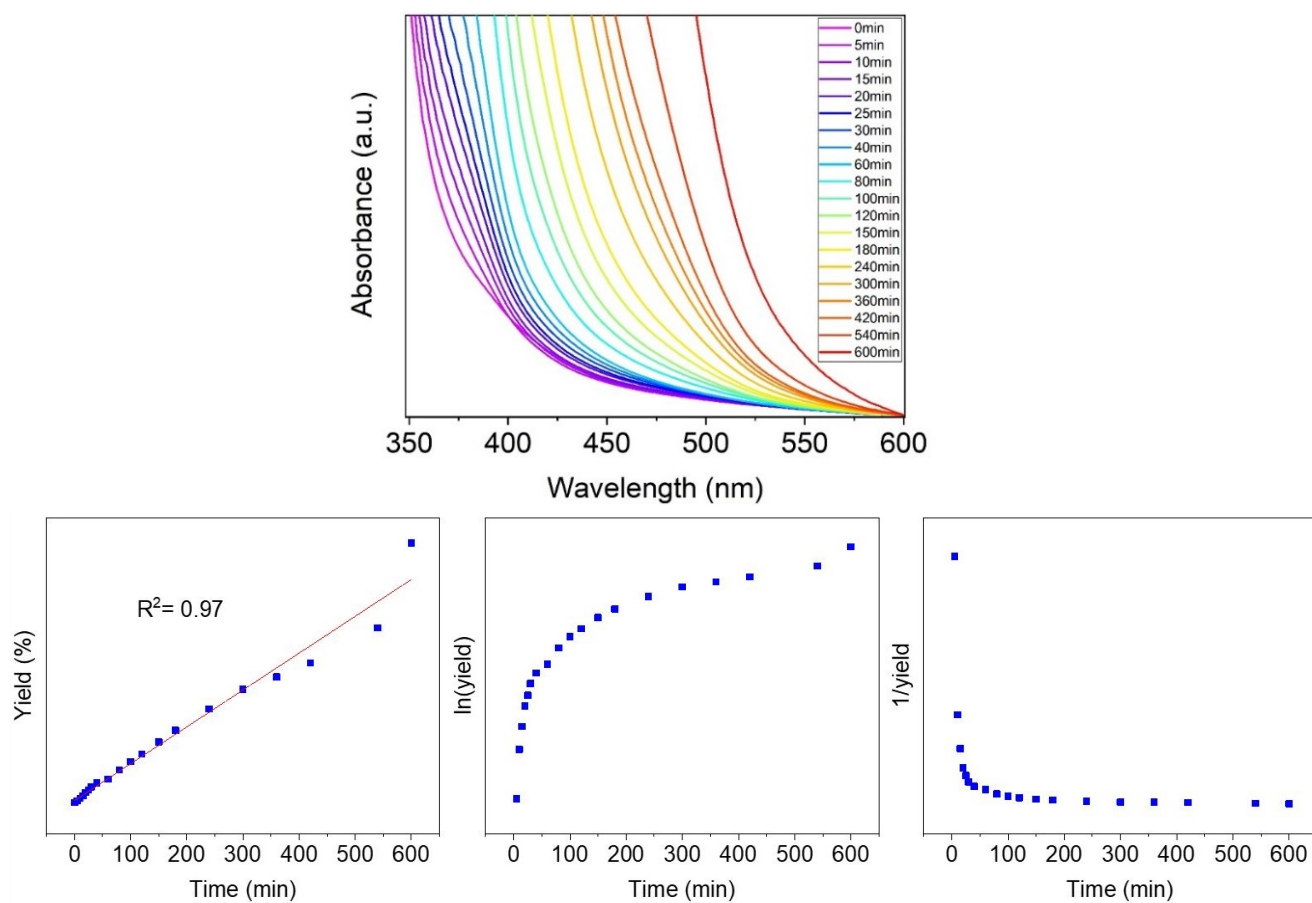 Absorbance (a.u.)
0min
5min
10min
15min
20min
25min
30min
40min
60min
80min
100min
120min
150min
180min
240min
300min
360min
420min
540min
600min
350 400 450 500 550 600
Wavelength (nm)
Yield (%)
R²= 0.97
0 100 200 300 400 500 600
Time (min)
ln(yield)
0 100 200 300 400 500 600
Time (min)
1/yield
0 100 200 300 400 500 600
Time (min)